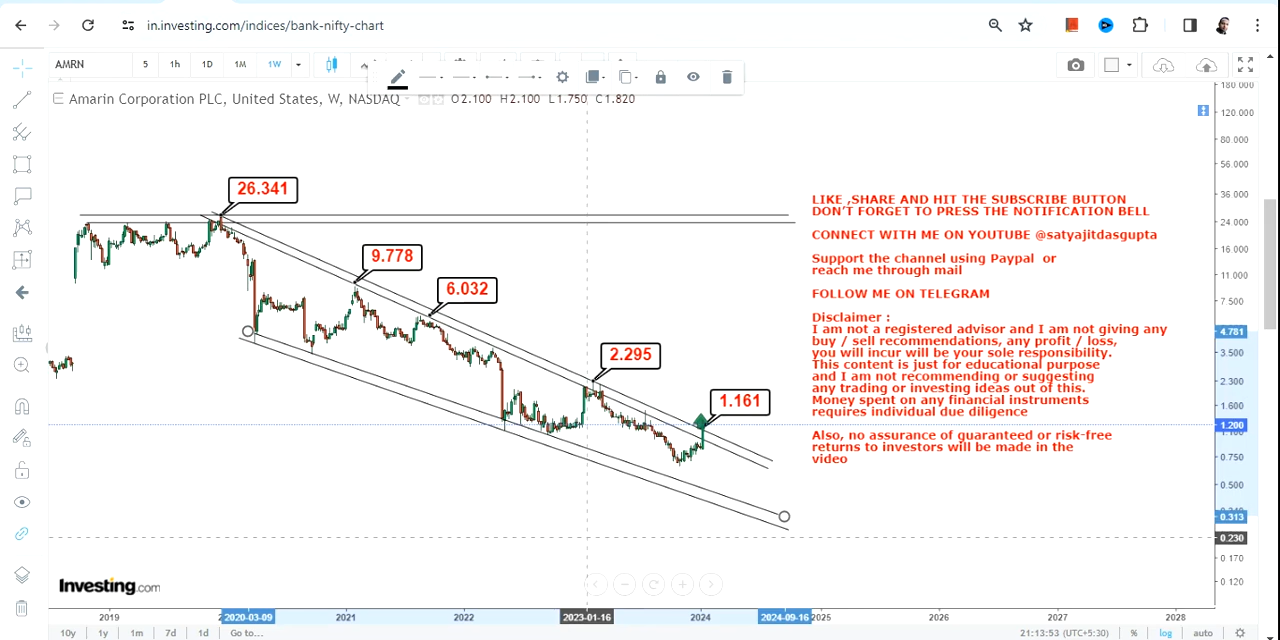 in.investing.com/indices/bank-nifty-chart
AMRN 5 1h 1D 1M 1W
Amarin Corporation PLC, United States, W, NASDAQ O2.100 H2.100 L1.750 C1.820
180.000
120.000
80.000
56.000
36.000
24.000
16.000
11.000
7.500
4.781
3.500
2.300
1.600
1.200
0.750
0.500
0.313
0.230
0.170
0.120
26.341
9.778
6.032
2.295
1.161
LIKE ,SHARE AND HIT THE SUBSCRIBE BUTTON
DON'T FORGET TO PRESS THE NOTIFICATION BELL
CONNECT WITH ME ON YOUTUBE @satyajitdasgupta
Support the channel using Paypal or
reach me through mail
FOLLOW ME ON TELEGRAM
Disclaimer :
I am not a registered advisor and I am not giving any
buy / sell recommendations, any profit / loss,
you will incur will be your sole responsibility.
This content is just for educational purpose
and I am not recommending or suggesting
any trading or investing ideas out of this.
Money spent on any financial instruments
requires individual due diligence
Also, no assurance of guaranteed or risk-free
returns to investors will be made in the
video
Investing.com
2019 2020-03-09 2021 2022 2023-01-16 2024 2024-09-16 2025 2026 2027 2028
10y 1y 1m 7d 1d Go to... 21:13:53 (UTC+5:30) % log auto